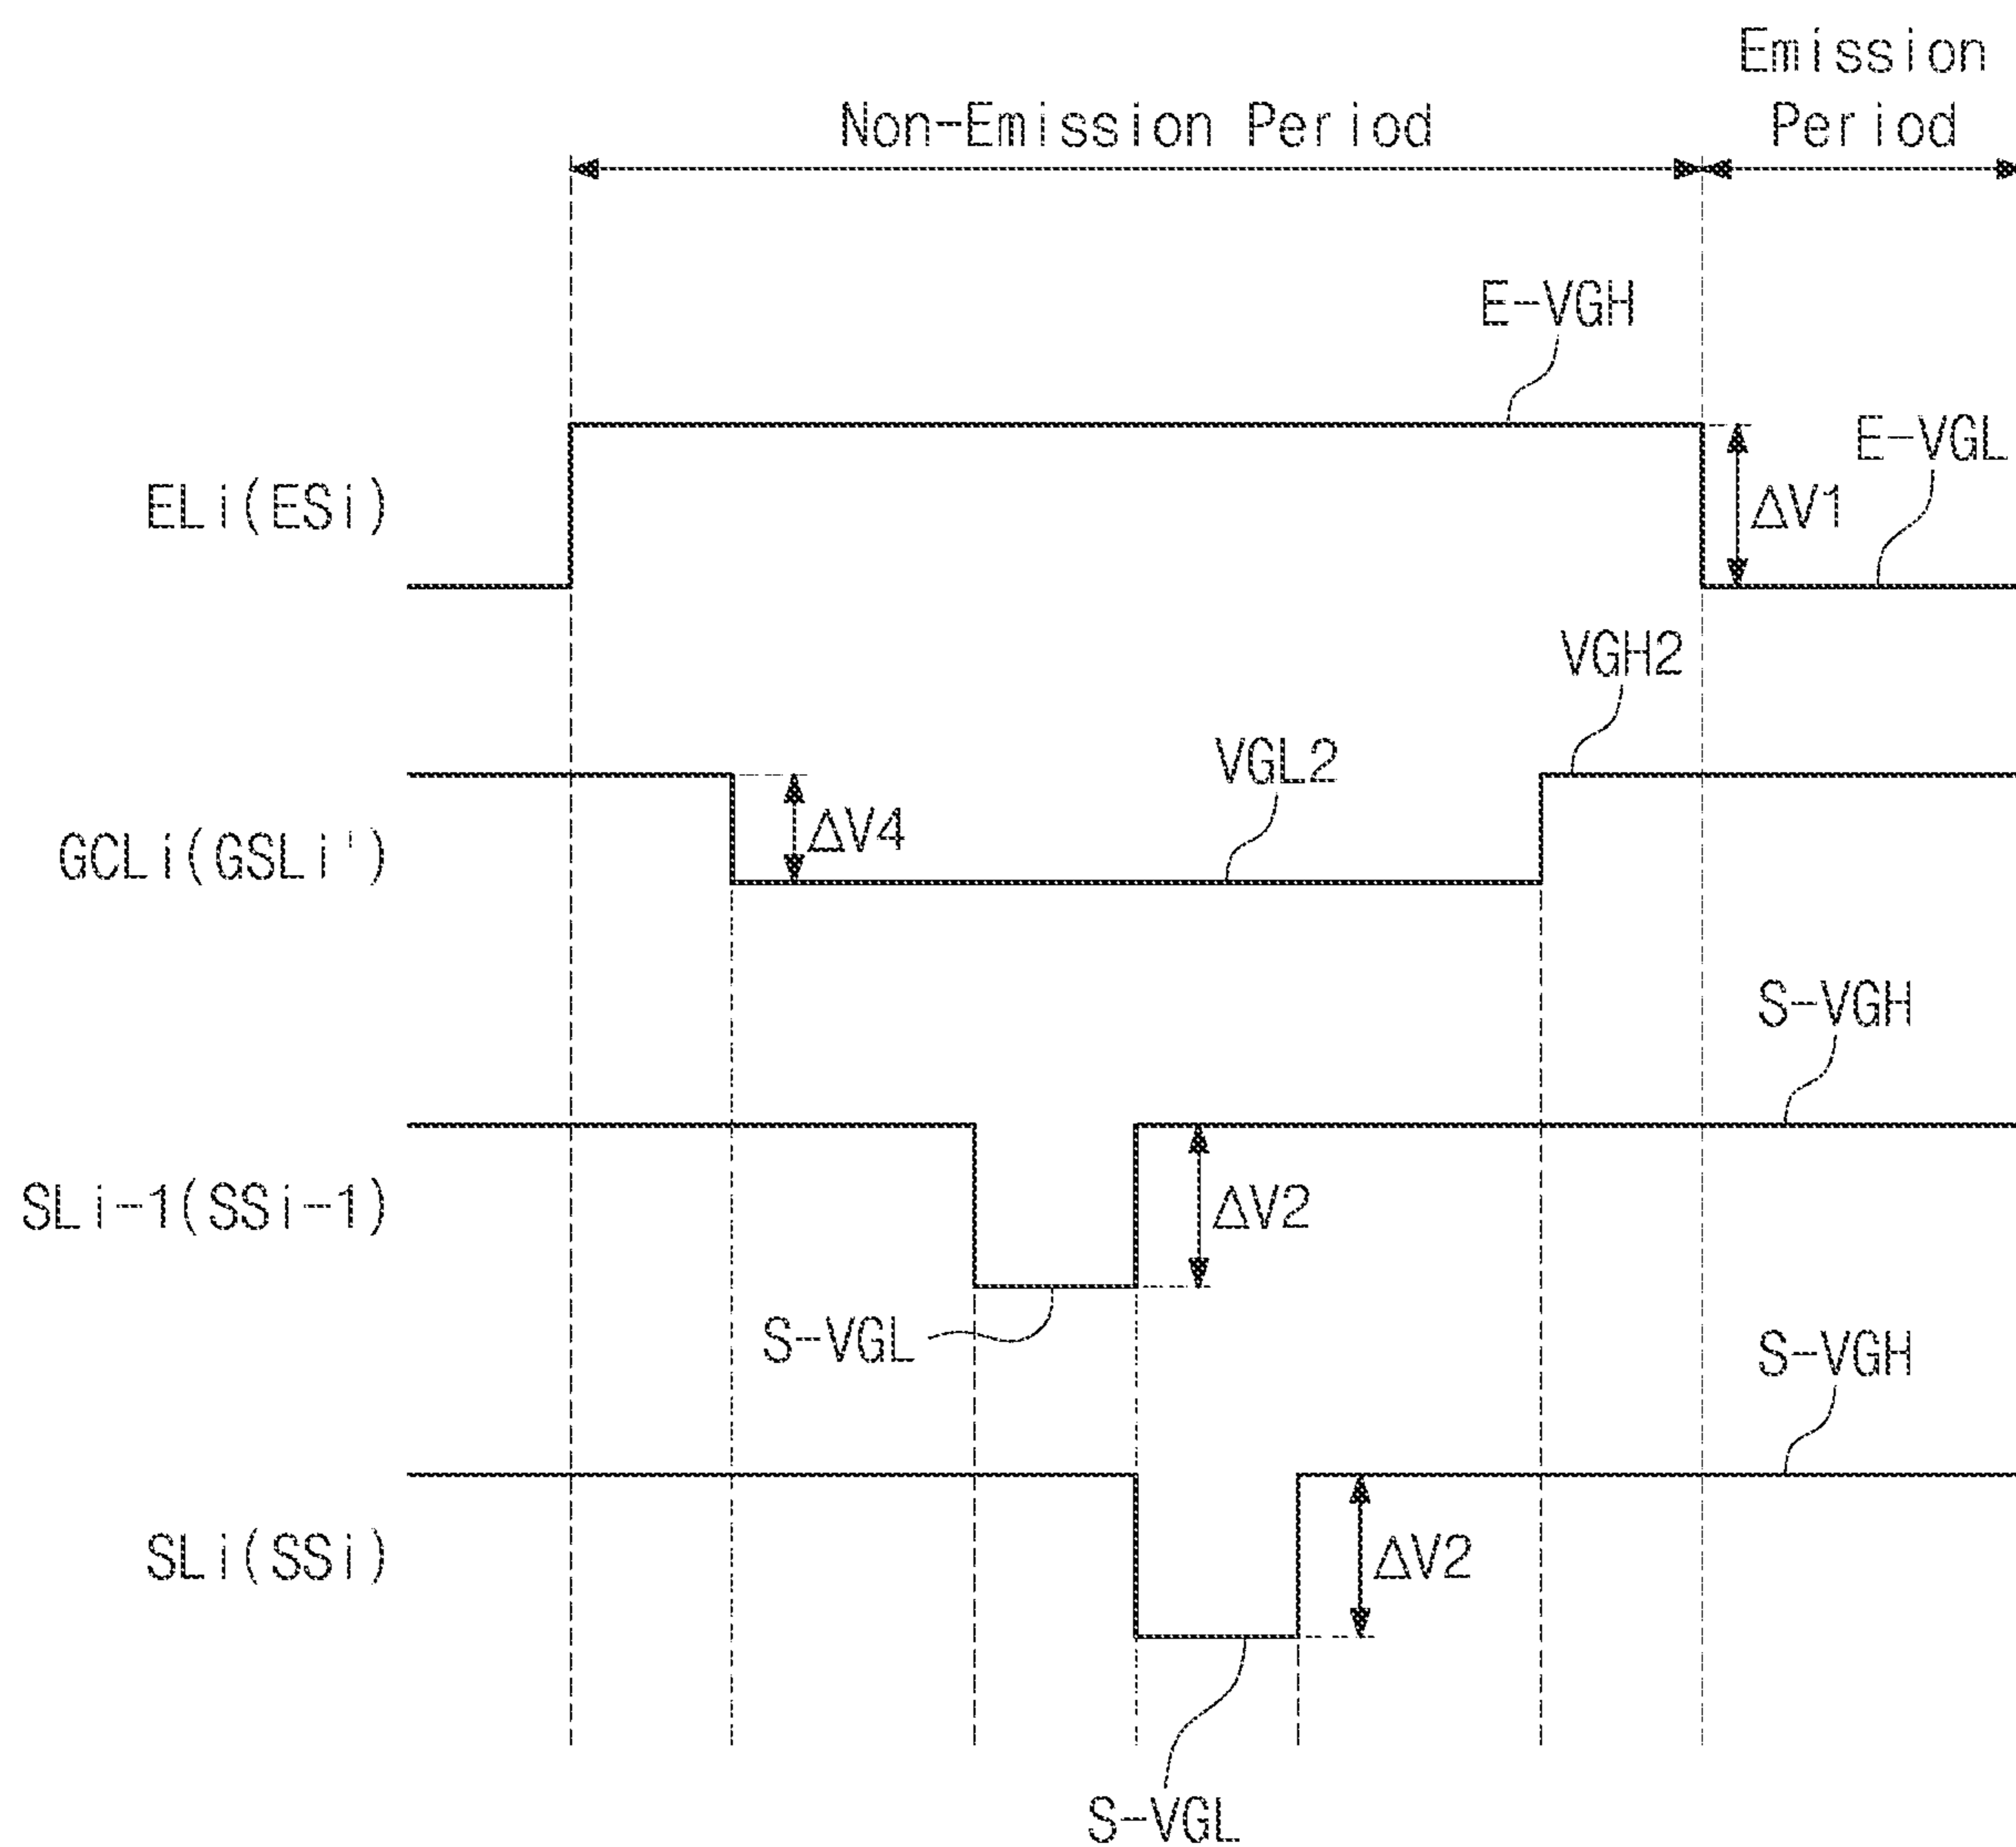 Emission
Period
Non-Emission Period
E-VGH
E-VGL
ELi(ESi)
ΔV1
VGH2
VGL2
ΔV4
GCLi(GSLi')
S-VGH
SLi-1(SSi-1)
ΔV2
S-VGL
S-VGH
SLi(SSi)
ΔV2
S-VGL